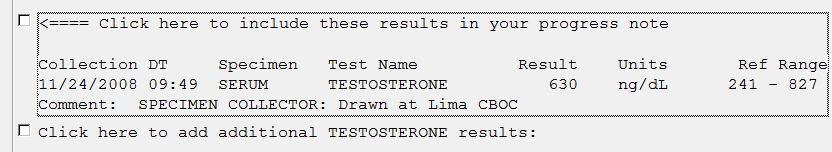 <==== Click here to include these results in your progress note
Collection DT Specimen Test Name Result Units Ref Range
11/24/2008 09:49 SERUM TESTOSTERONE 630 ng/dL 241 - 827
Comment: SPECIMEN COLLECTOR: Drawn at Lima CBOC
Click here to add additional TESTOSTERONE results: